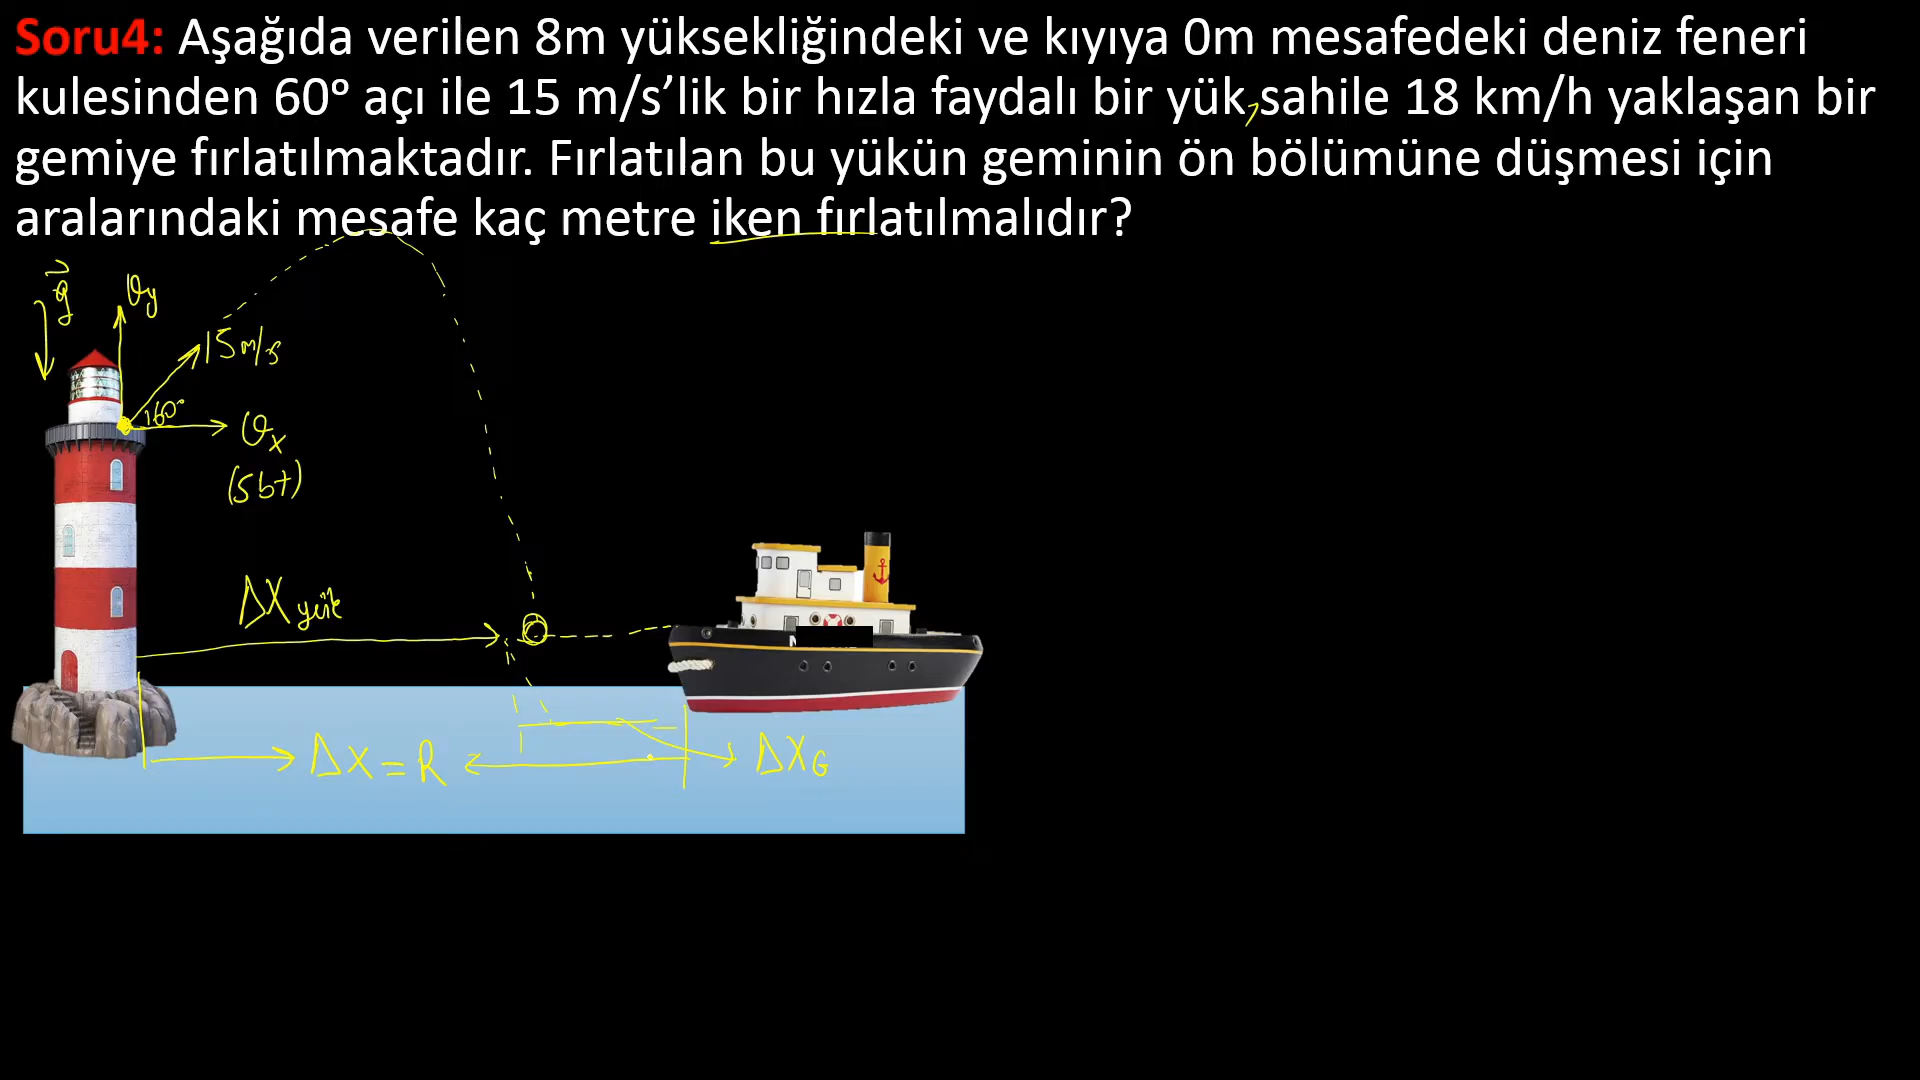 Soru4: Aşağıda verilen 8m yüksekliğindeki ve kıyıya 0m mesafedeki deniz feneri
kulesinden 60° açı ile 15 m/s’lik bir hızla faydalı bir yük, sahile 18 km/h yaklaşan bir
gemiye fırlatılmaktadır. Fırlatılan bu yükün geminin ön bölümüne düşmesi için
aralarındaki mesafe kaç metre iken fırlatılmalıdır?
g
ϑy
15 m/s
60°
ϑx
(sbt)
ΔX yük
ΔX = R
ΔXG